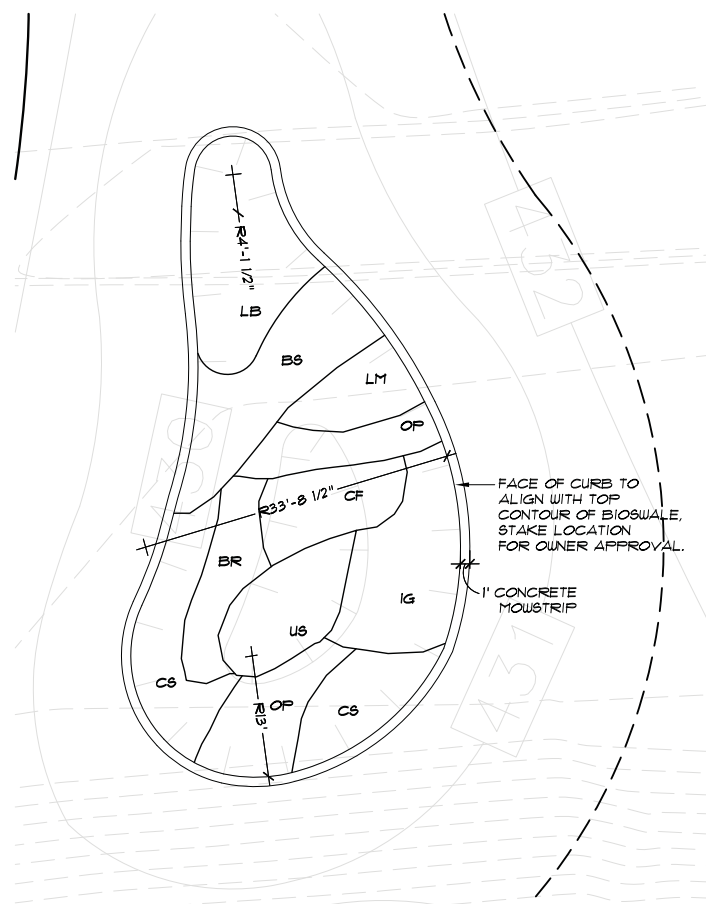 432
R4'-1 1/2"
LB
BS
LM
OP
430
R33'-8 1/2"
CF
FACE OF CURB TO
ALIGN WITH TOP
CONTOUR OF BIOSWALE,
STAKE LOCATION
FOR OWNER APPROVAL.
BR
1' CONCRETE
MOWSTRIP
IG
US
431
CS
OP
R13'
CS